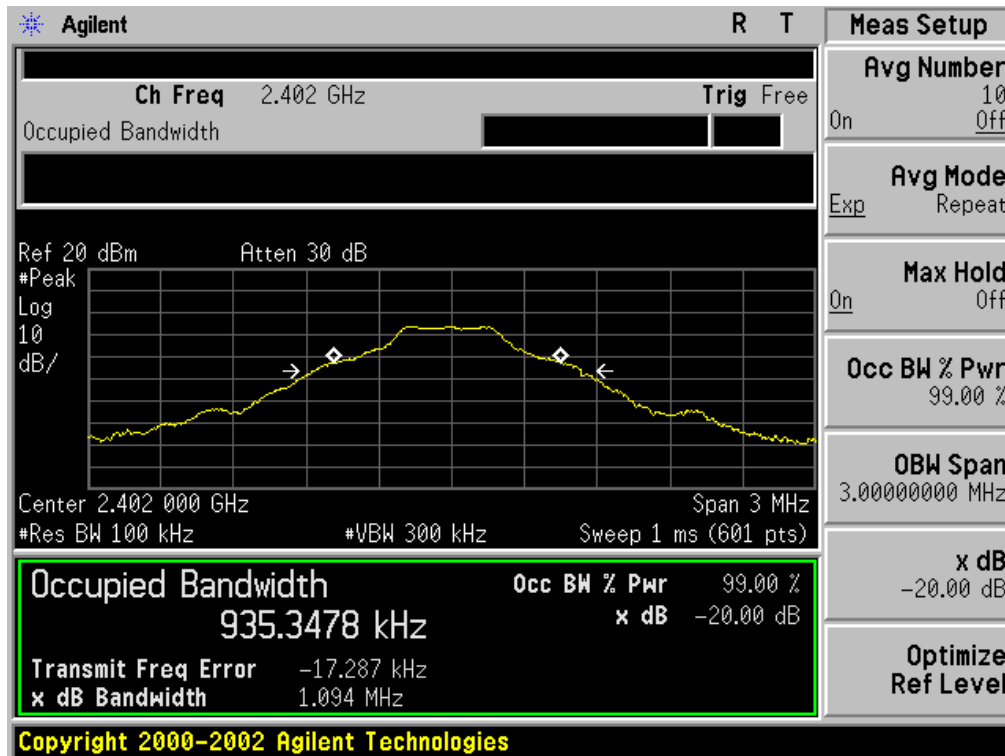 Agilent R T
Ch Freq 2.402 GHz Trig Free
Occupied Bandwidth
Ref 20 dBm Atten 30 dB
#Peak
Log
10
dB/
Center 2.402 000 GHz Span 3 MHz
#Res BW 100 kHz #VBW 300 kHz Sweep 1 ms (601 pts)
Occupied Bandwidth Occ BW % Pwr 99.00 %
935.3478 kHz x dB -20.00 dB
Transmit Freq Error -17.287 kHz
x dB Bandwidth 1.094 MHz
Copyright 2000-2002 Agilent Technologies
Meas Setup
Avg Number
10
On Off
Avg Mode
Exp Repeat
Max Hold
On Off
Occ BW % Pwr
99.00 %
OBW Span
3.00000000 MHz
x dB
-20.00 dB
Optimize
Ref Level